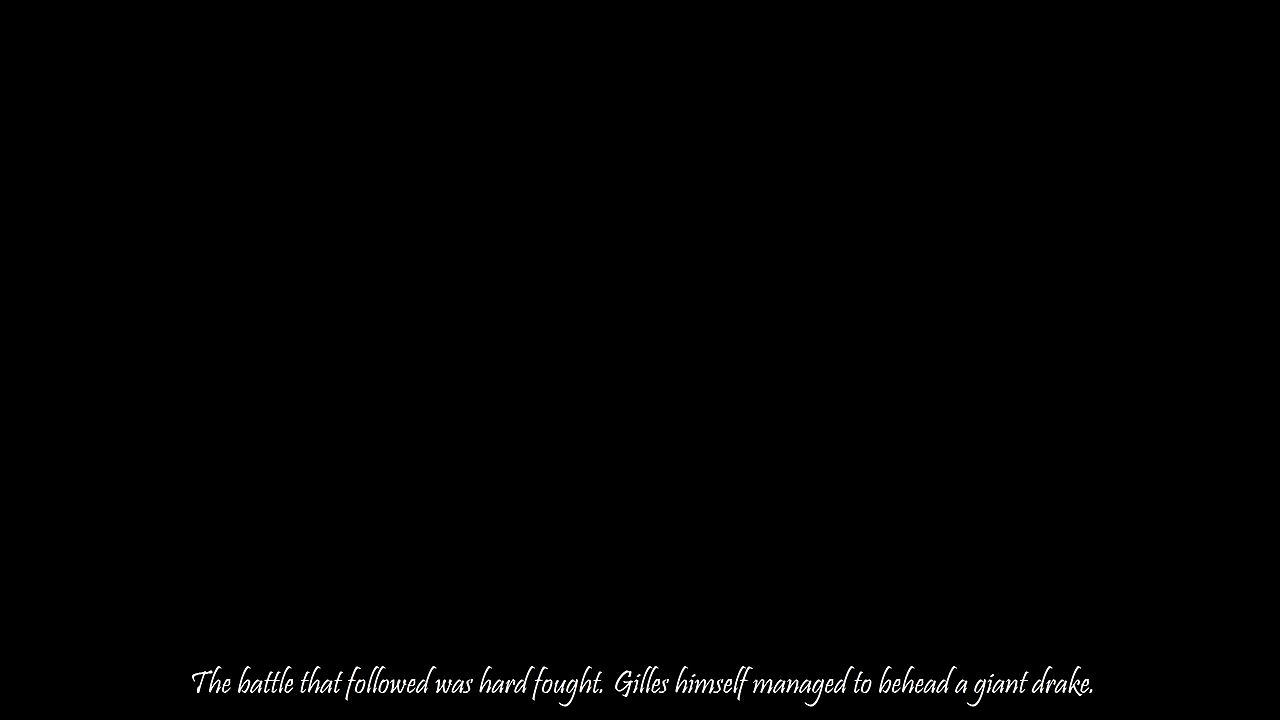 The battle that followed was hard fought. Gilles himself managed to behead a giant drake.